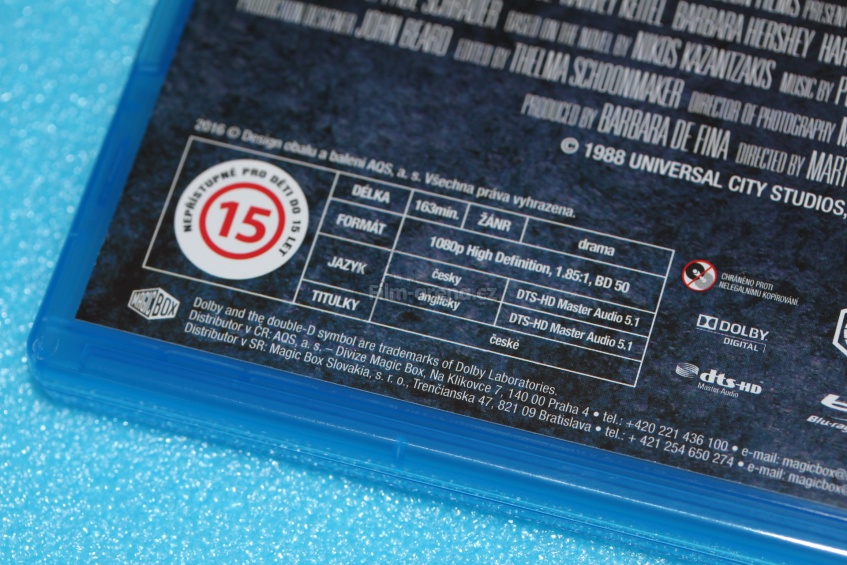 BARBARA HERSHEY
PRODUCTION DESIGNER JOHN BEARD EDITED BY THELMA SCHOONMAKER DIRECTOR OF PHOTOGRAPHY
BASED ON THE NOVEL BY NIKOS KAZANTZAKIS MUSIC BY
PRODUCED BY BARBARA DE FINA DIRECTED BY
© 1988 UNIVERSAL CITY STUDIOS,
2016 © Design obalu a balení AQS, a. s. Všechna práva vyhrazena.
NEPŘÍSTUPNÉ PRO DĚTI DO 15 LET
15
DÉLKA 163min. ŽÁNR drama
FORMÁT 1080p High Definition, 1.85:1, BD 50
JAZYK česky DTS-HD Master Audio 5.1
anglicky DTS-HD Master Audio 5.1
TITULKY české
Film-arena.cz
CHRÁNĚNO PROTI
NELEGÁLNÍMU KOPÍROVÁNÍ
DOLBY
DIGITAL
dts-HD
Master Audio
Blu-ray
MAGIC BOX
Dolby and the double-D symbol are trademarks of Dolby Laboratories.
Distributor v ČR: AQS, a. s. – Divize Magic Box, Na Klikovce 7, 140 00 Praha 4 • tel.: +420 221 436 100 • e-mail: magicbox@
Distributor v SR: Magic Box Slovakia, s. r. o., Trenčianska 47, 821 09 Bratislava • tel.: + 421 254 650 274 • e-mail: magicbox@